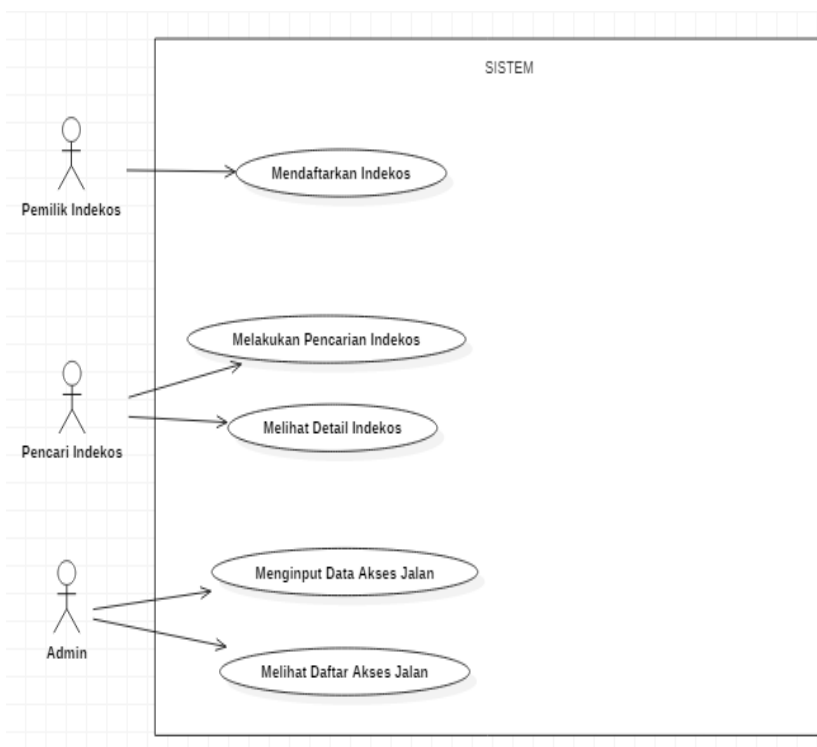 SISTEM
Mendaftarkan Indekos
Pemilik Indekos
Melakukan Pencarian Indekos
Melihat Detail Indekos
Pencari Indekos
Menginput Data Akses Jalan
Admin
Melihat Daftar Akses Jalan